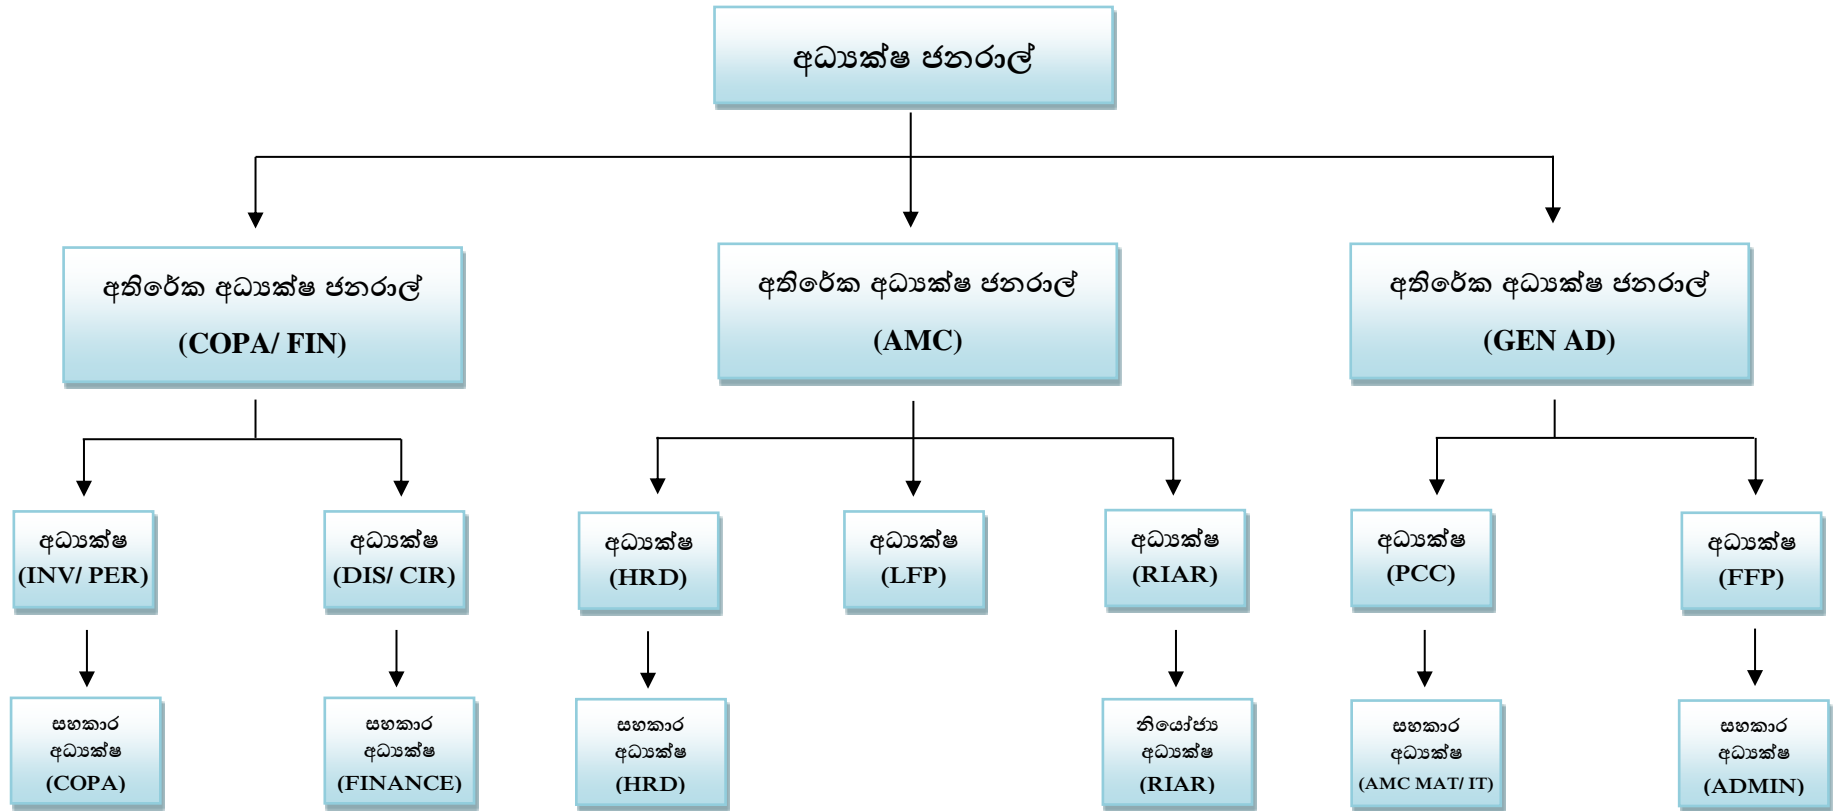 අධ්‍යක්ෂ ජනරාල්
අතිරේක අධ්‍යක්ෂ ජනරාල්
(COPA/ FIN)
අතිරේක අධ්‍යක්ෂ ජනරාල්
(AMC)
අතිරේක අධ්‍යක්ෂ ජනරාල්
(GEN AD)
අධ්‍යක්ෂ
(INV/ PER)
අධ්‍යක්ෂ
(DIS/ CIR)
අධ්‍යක්ෂ
(HRD)
අධ්‍යක්ෂ
(LFP)
අධ්‍යක්ෂ
(RIAR)
අධ්‍යක්ෂ
(PCC)
අධ්‍යක්ෂ
(FFP)
සහකාර
අධ්‍යක්ෂ
(COPA)
සහකාර
අධ්‍යක්ෂ
(FINANCE)
සහකාර
අධ්‍යක්ෂ
(HRD)
නියෝජ්‍ය
අධ්‍යක්ෂ
(RIAR)
සහකාර
අධ්‍යක්ෂ
(AMC MAT/ IT)
සහකාර
අධ්‍යක්ෂ
(ADMIN)